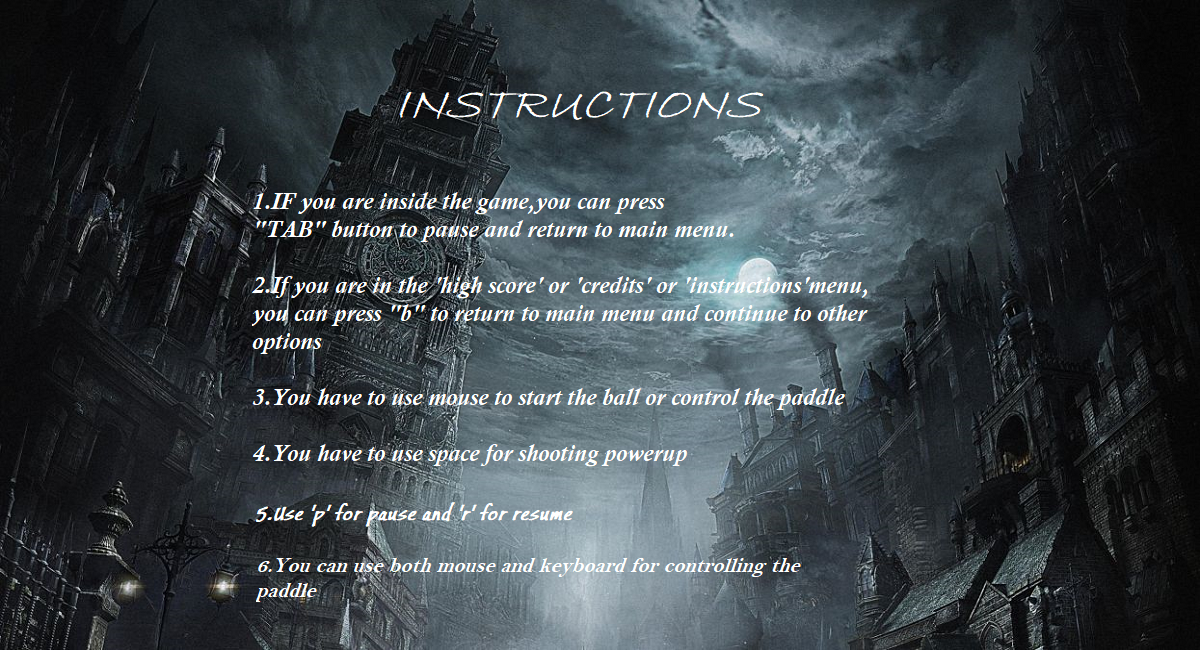 INSTRUCTIONS
1.IF you are inside the game,you can press
"TAB" button to pause and return to main menu.
2.If you are in the 'high score' or 'credits' or 'instructions'menu,
you can press "b" to return to main menu and continue to other
options
3.You have to use mouse to start the ball or control the paddle
4.You have to use space for shooting powerup
5.Use 'p' for pause and 'r' for resume
6.You can use both mouse and keyboard for controlling the
paddle